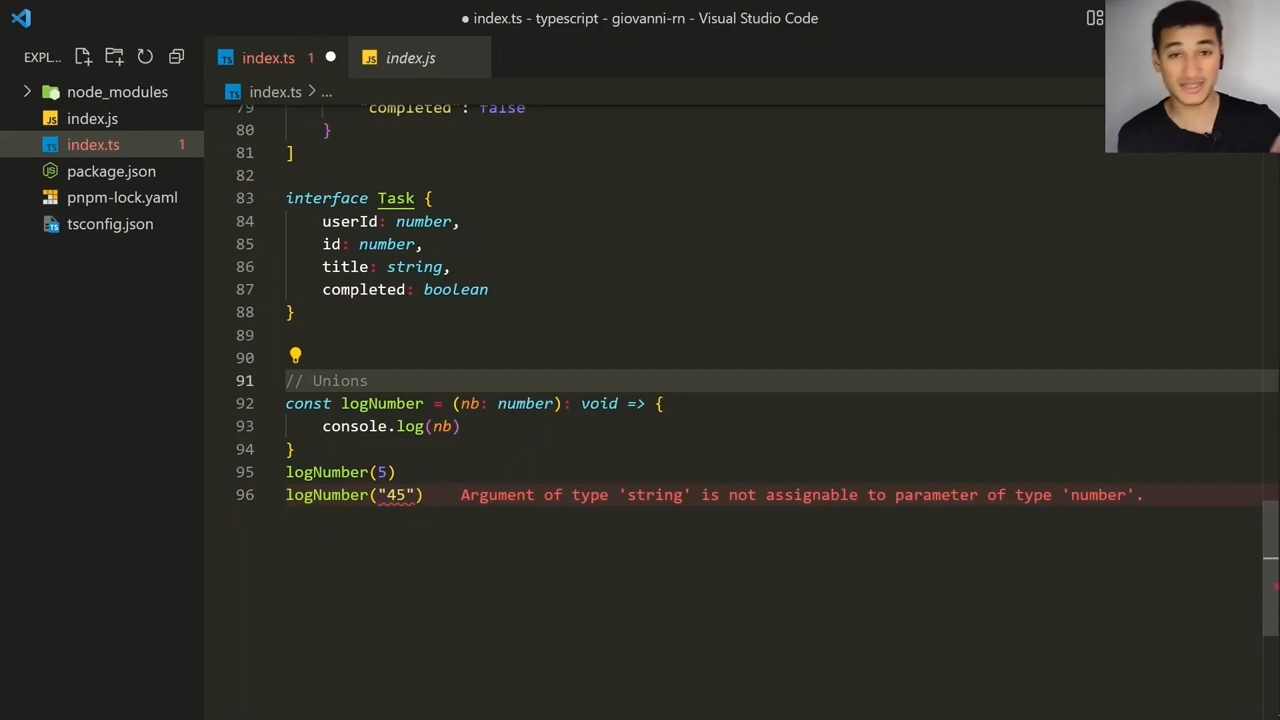 ● index.ts - typescript - giovanni-rn - Visual Studio Code
EXPL...
index.ts 1 ●
index.js
node_modules
index.js
index.ts 1
package.json
pnpm-lock.yaml
tsconfig.json
index.ts > ...
79 "completed": false
80 }
81 ]
82
83 interface Task {
84 userId: number,
85 id: number,
86 title: string,
87 completed: boolean
88 }
89
90
91 // Unions
92 const logNumber = (nb: number): void => {
93 console.log(nb)
94 }
95 logNumber(5)
96 logNumber("45") Argument of type 'string' is not assignable to parameter of type 'number'.